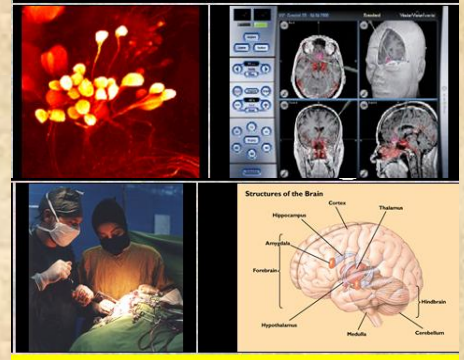 Structures of the Brain
Cortex
Thalamus
Hippocampus
Amygdala
Forebrain
Hypothalamus
Medulla
Hindbrain
Cerebellum